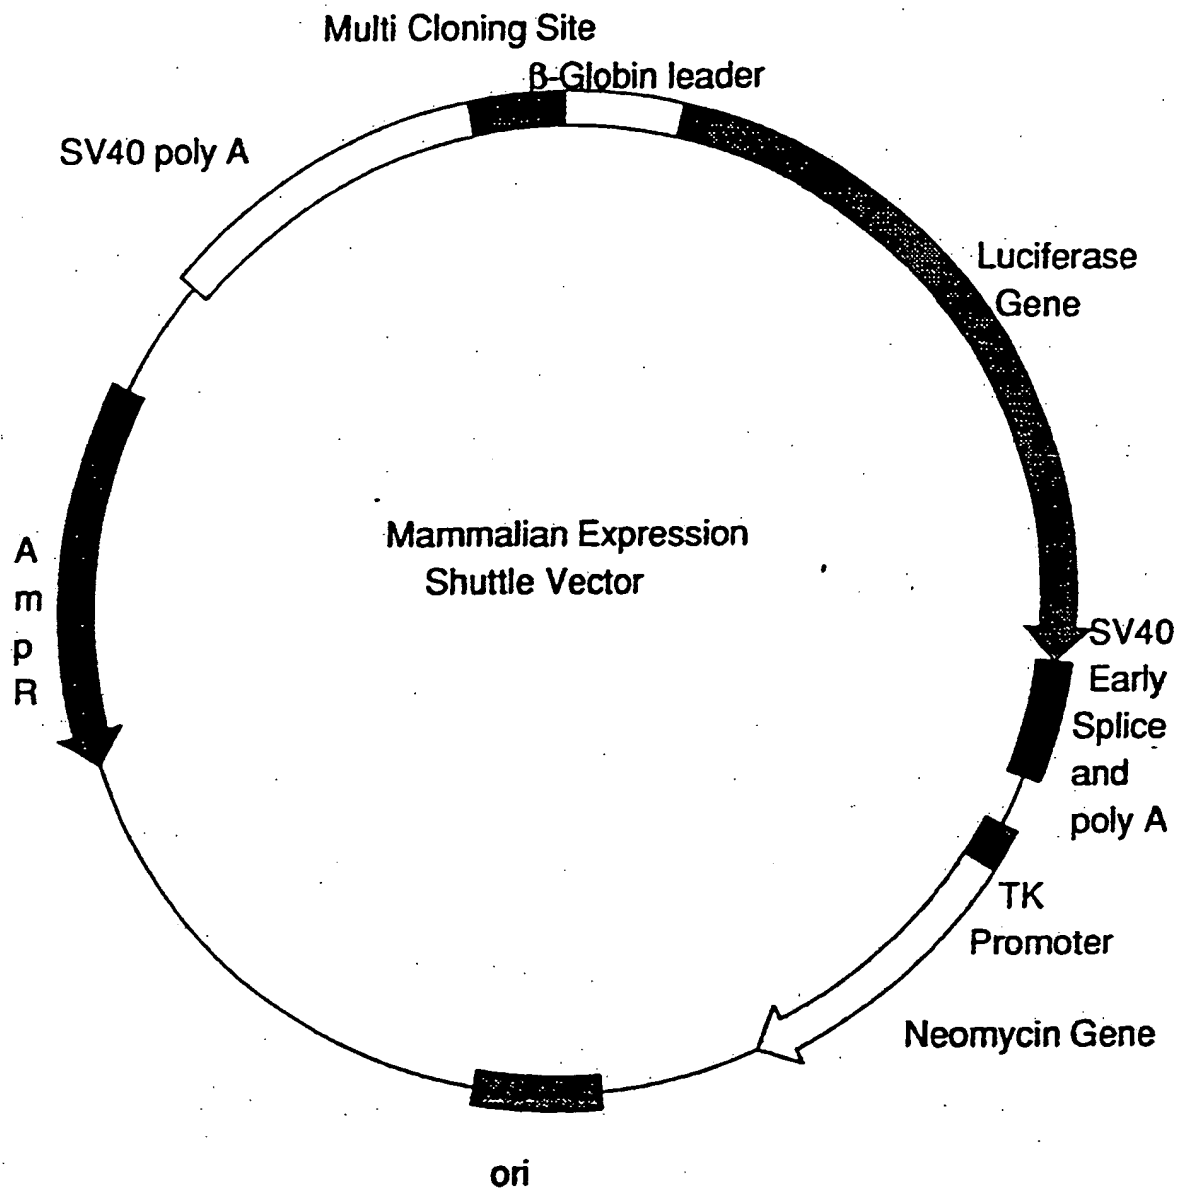 Multi Cloning Site
β-Globin leader
SV40 poly A
Luciferase
Gene
Mammalian Expression
Shuttle Vector
A
m
p
R
SV40
Early
Splice
and
poly A
TK
Promoter
Neomycin Gene
ori